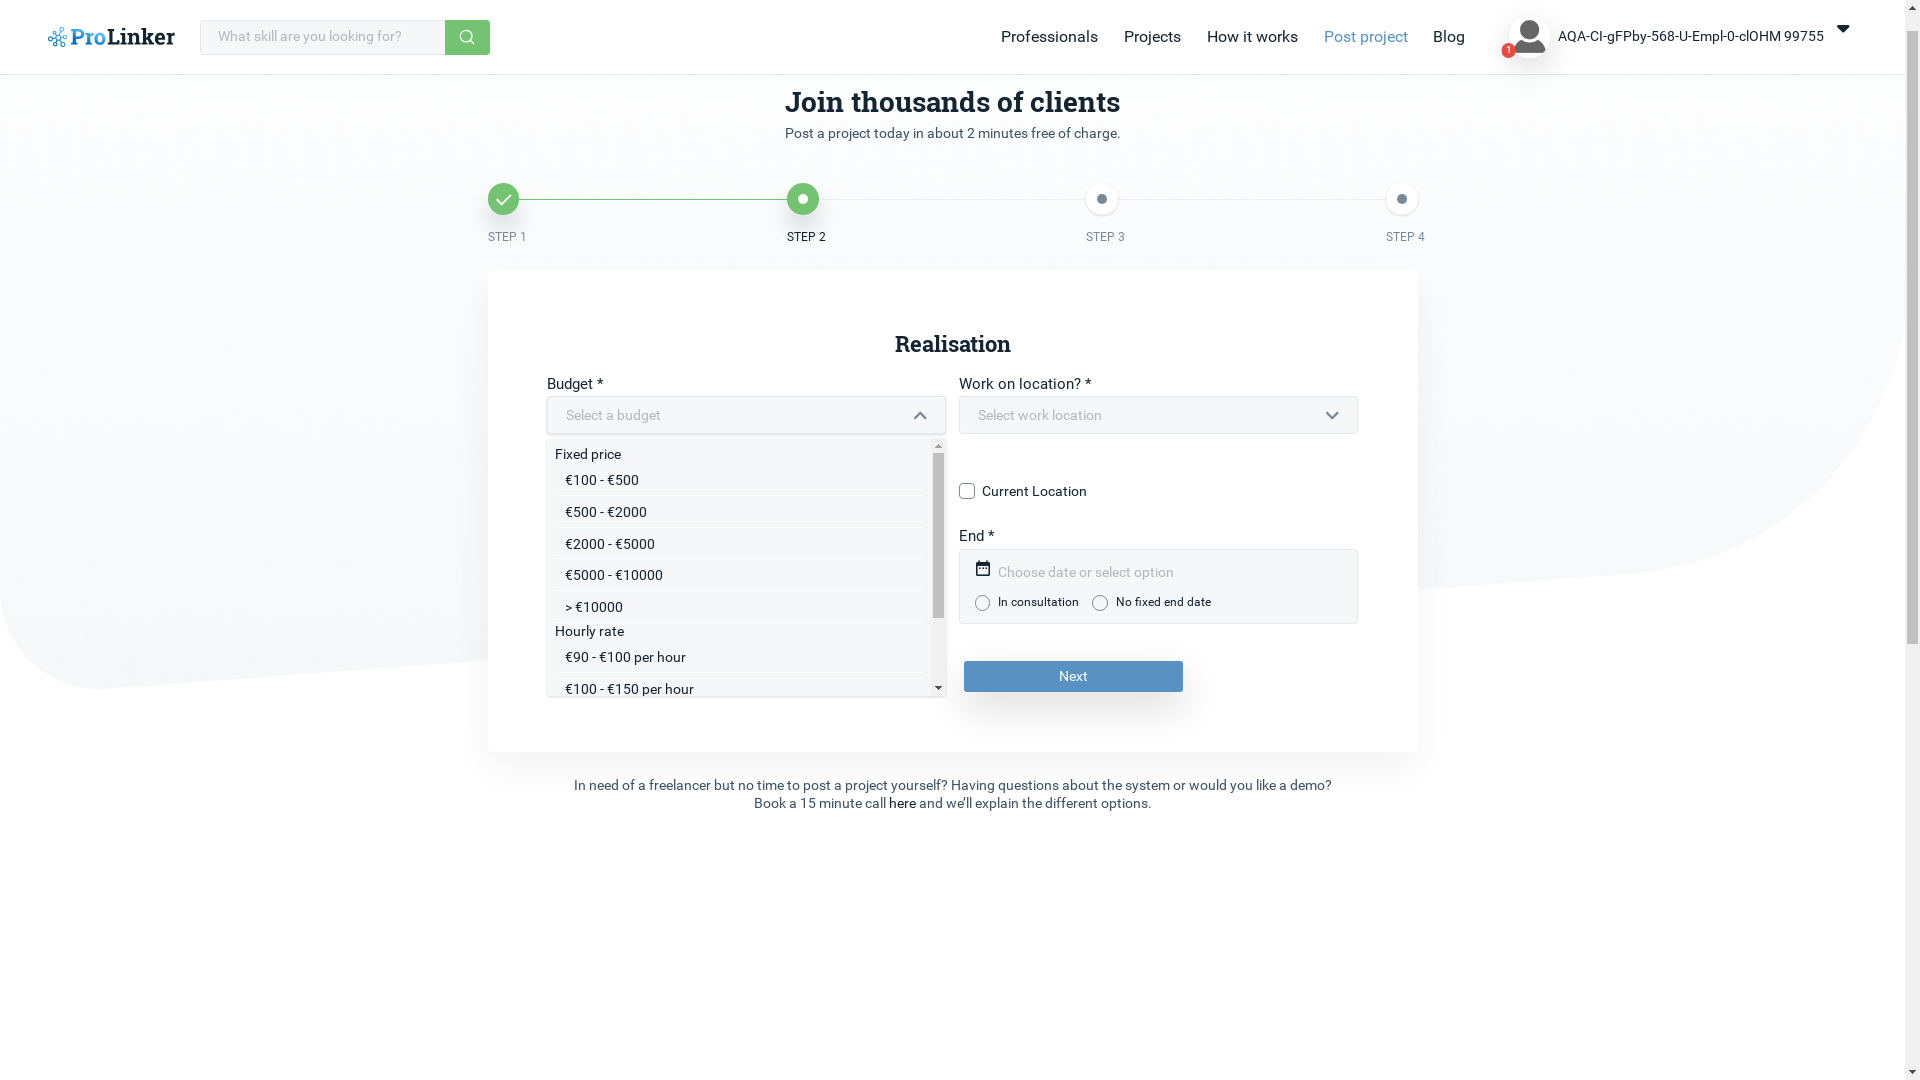 ProLinker
What skill are you looking for?
Professionals
Projects
How it works
Post project
Blog
1
AQA-CI-gFPby-568-U-Empl-0-clOHM 99755
Join thousands of clients
Post a project today in about 2 minutes free of charge.
STEP 1
STEP 2
STEP 3
STEP 4
Realisation
Budget *
Work on location? *
Select a budget
Select work location
Fixed price
€100 - €500
€500 - €2000
€2000 - €5000
€5000 - €10000
> €10000
Hourly rate
€90 - €100 per hour
€100 - €150 per hour
Current Location
End *
Choose date or select option
In consultation
No fixed end date
Next
In need of a freelancer but no time to post a project yourself? Having questions about the system or would you like a demo?
Book a 15 minute call here and we’ll explain the different options.